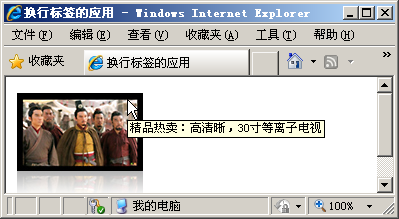 换行标签的应用 - Windows Internet Explorer
文件(F) 编辑(E) 查看(V) 收藏夹(A) 工具(T) 帮助(H)
收藏夹 换行标签的应用
精品热卖：高清晰，30寸等离子电视
我的电脑 100%